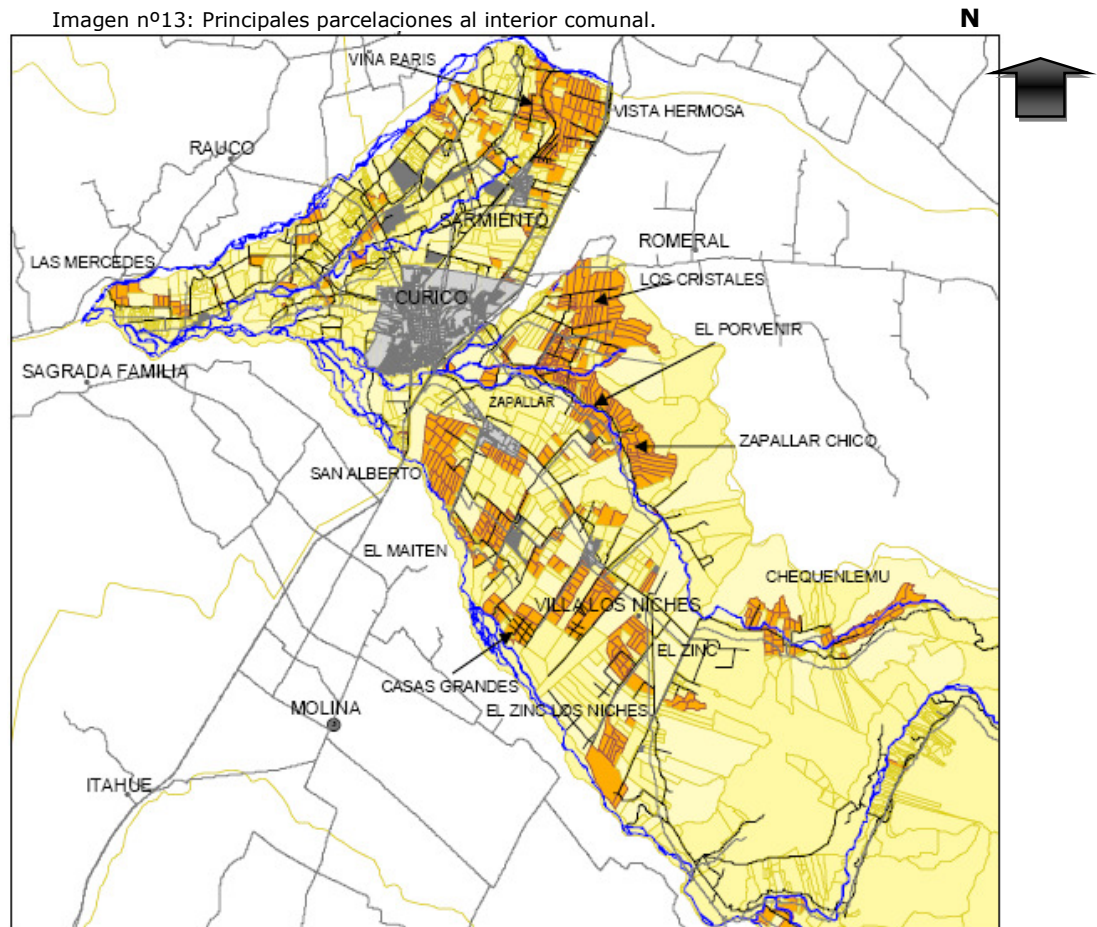 Imagen nº13: Principales parcelaciones al interior comunal.
N
VIÑA PARIS
VISTA HERMOSA
RAUCO
SARMIENTO
ROMERAL
LAS MERCEDES
LOS CRISTALES
CURICO
EL PORVENIR
SAGRADA FAMILIA
ZAPALLAR
ZAPALLAR CHICO
SAN ALBERTO
EL MAITEN
CHEQUENLEMU
VILLA LOS NICHES
EL ZINC
CASAS GRANDES
MOLINA
EL ZINC LOS NICHES
ITAHUE